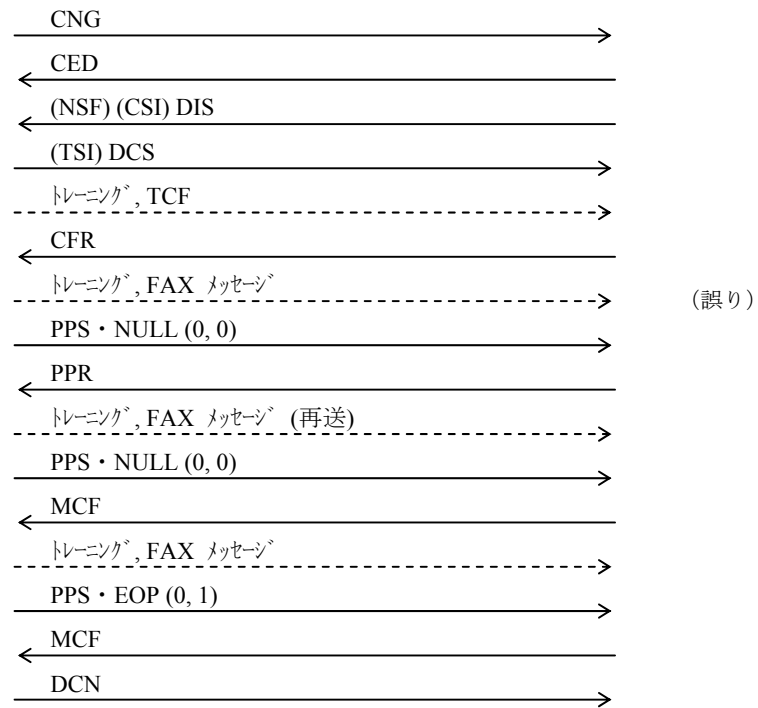 CNG
CED
(NSF) (CSI) DIS
(TSI) DCS
ﾄﾚｰﾆﾝｸﾞ, TCF
CFR
ﾄﾚｰﾆﾝｸﾞ, FAX ﾒｯｾｰｼﾞ
(誤り)
PPS・NULL (0, 0)
PPR
ﾄﾚｰﾆﾝｸﾞ, FAX ﾒｯｾｰｼﾞ (再送)
PPS・NULL (0, 0)
MCF
ﾄﾚｰﾆﾝｸﾞ, FAX ﾒｯｾｰｼﾞ
PPS・EOP (0, 1)
MCF
DCN